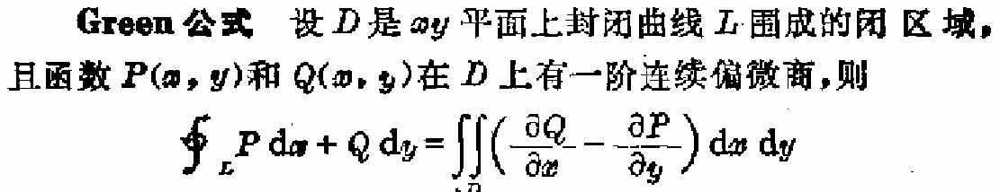 Green 公式 设 D 是 xy 平面上封闭曲线 L 围成的闭区域,
且函数 P(x, y)和 Q(x, y)在 D 上有一阶连续偏微商,则
∮_L P dx + Q dy = ∬_D (∂Q/∂x − ∂P/∂y) dx dy